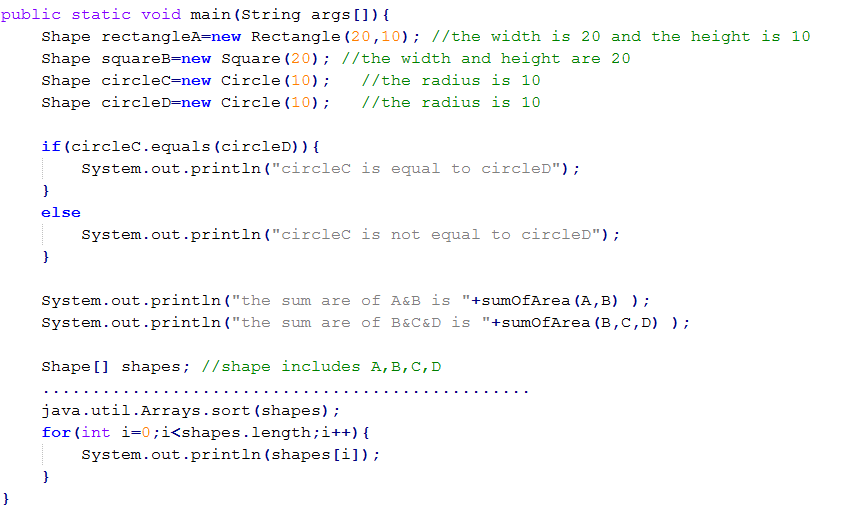 public static void main(String args[]){
    Shape rectangleA=new Rectangle(20,10); //the width is 20 and the height is 10
    Shape squareB=new Square(20); //the width and height are 20
    Shape circleC=new Circle(10);   //the radius is 10
    Shape circleD=new Circle(10);   //the radius is 10

    if(circleC.equals(circleD)){
        System.out.println("circleC is equal to circleD");
    }
    else
        System.out.println("circleC is not equal to circleD");
    }

    System.out.println("the sum are of A&B is "+sumOfArea(A,B) );
    System.out.println("the sum are of B&C&D is "+sumOfArea(B,C,D) );

    Shape[] shapes; //shape includes A,B,C,D
    .................................................
    java.util.Arrays.sort(shapes);
    for(int i=0;i<shapes.length;i++){
        System.out.println(shapes[i]);
    }
}